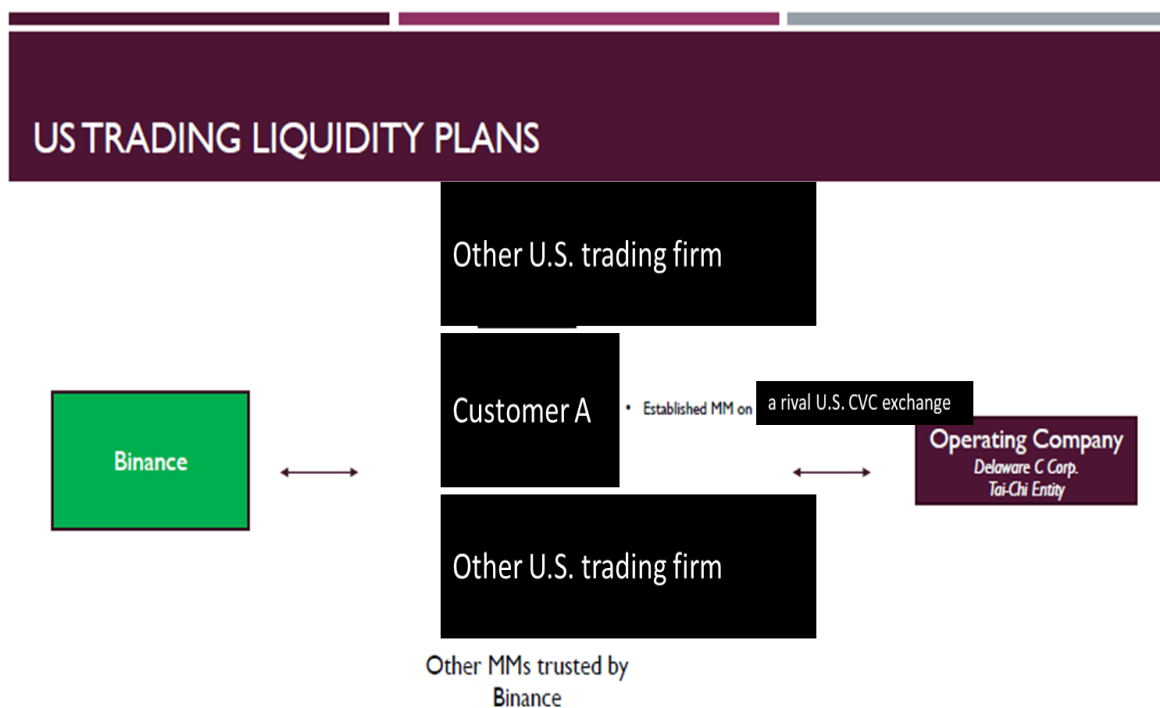 US TRADING LIQUIDITY PLANS
Other U.S. trading firm
Customer A
• Established MM on a rival U.S. CVC exchange
Binance
Operating Company
Delaware C Corp.
Tai-Chi Entity
Other U.S. trading firm
Other MMs trusted by
Binance